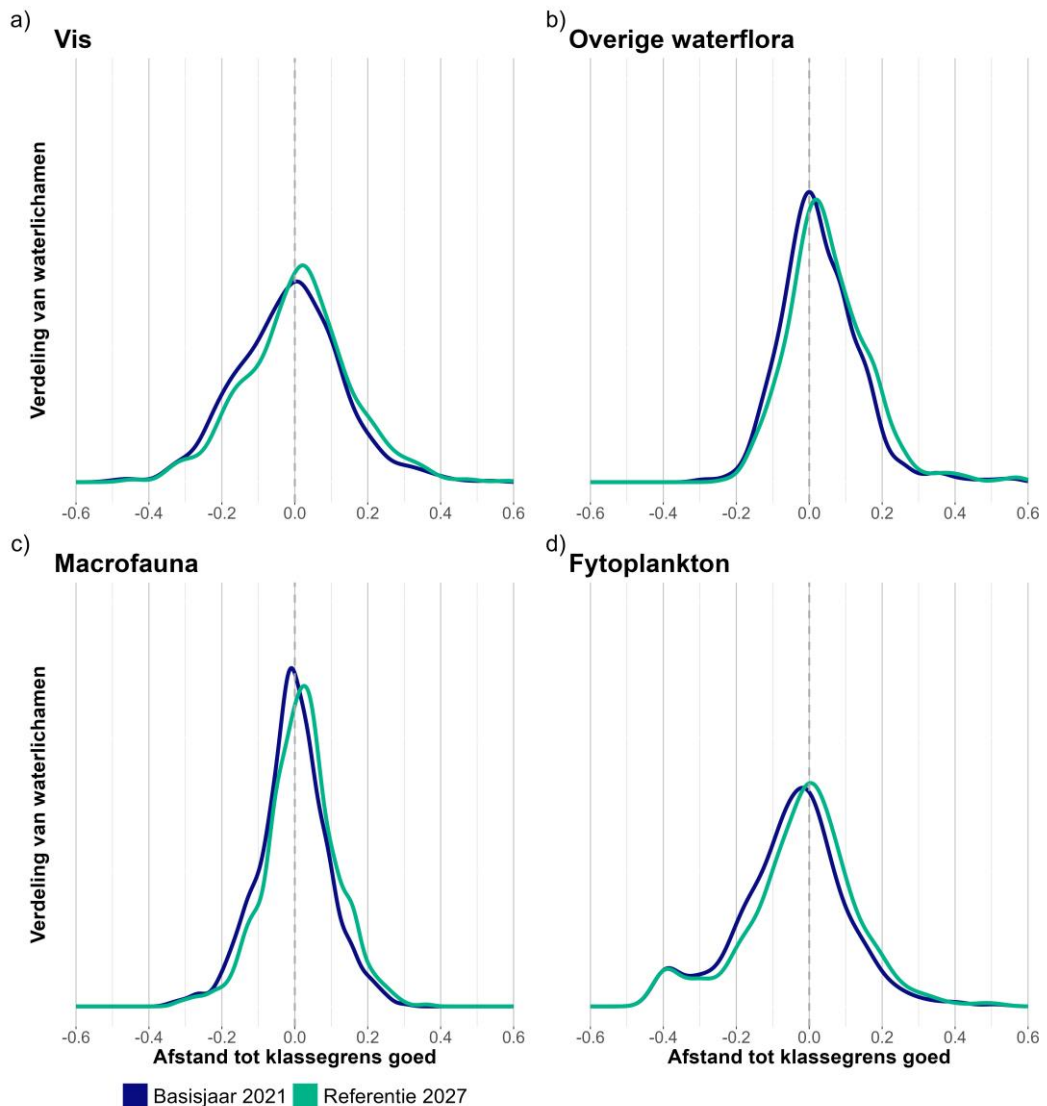 a)
Vis
b)
Overige waterflora
Verdeling van waterlichamen
-0.6 -0.4 -0.2 0.0 0.2 0.4 0.6
-0.6 -0.4 -0.2 0.0 0.2 0.4 0.6
c)
Macrofauna
d)
Fytoplankton
Verdeling van waterlichamen
-0.6 -0.4 -0.2 0.0 0.2 0.4 0.6
-0.6 -0.4 -0.2 0.0 0.2 0.4 0.6
Afstand tot klassegrens goed
Afstand tot klassegrens goed
Basisjaar 2021 Referentie 2027